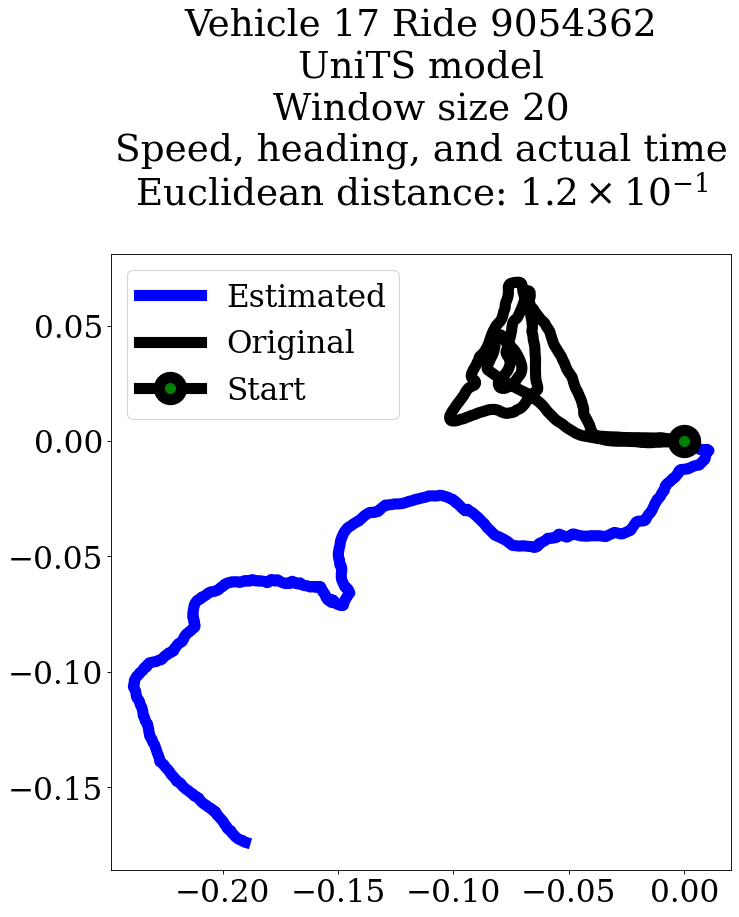 Vehicle 17 Ride 9054362
UniTS model
Window size 20
Speed, heading, and actual time
Euclidean distance: 1.2 × 10⁻¹
Estimated
Original
Start
0.05
0.00
−0.05
−0.10
−0.15
−0.20 −0.15 −0.10 −0.05 0.00